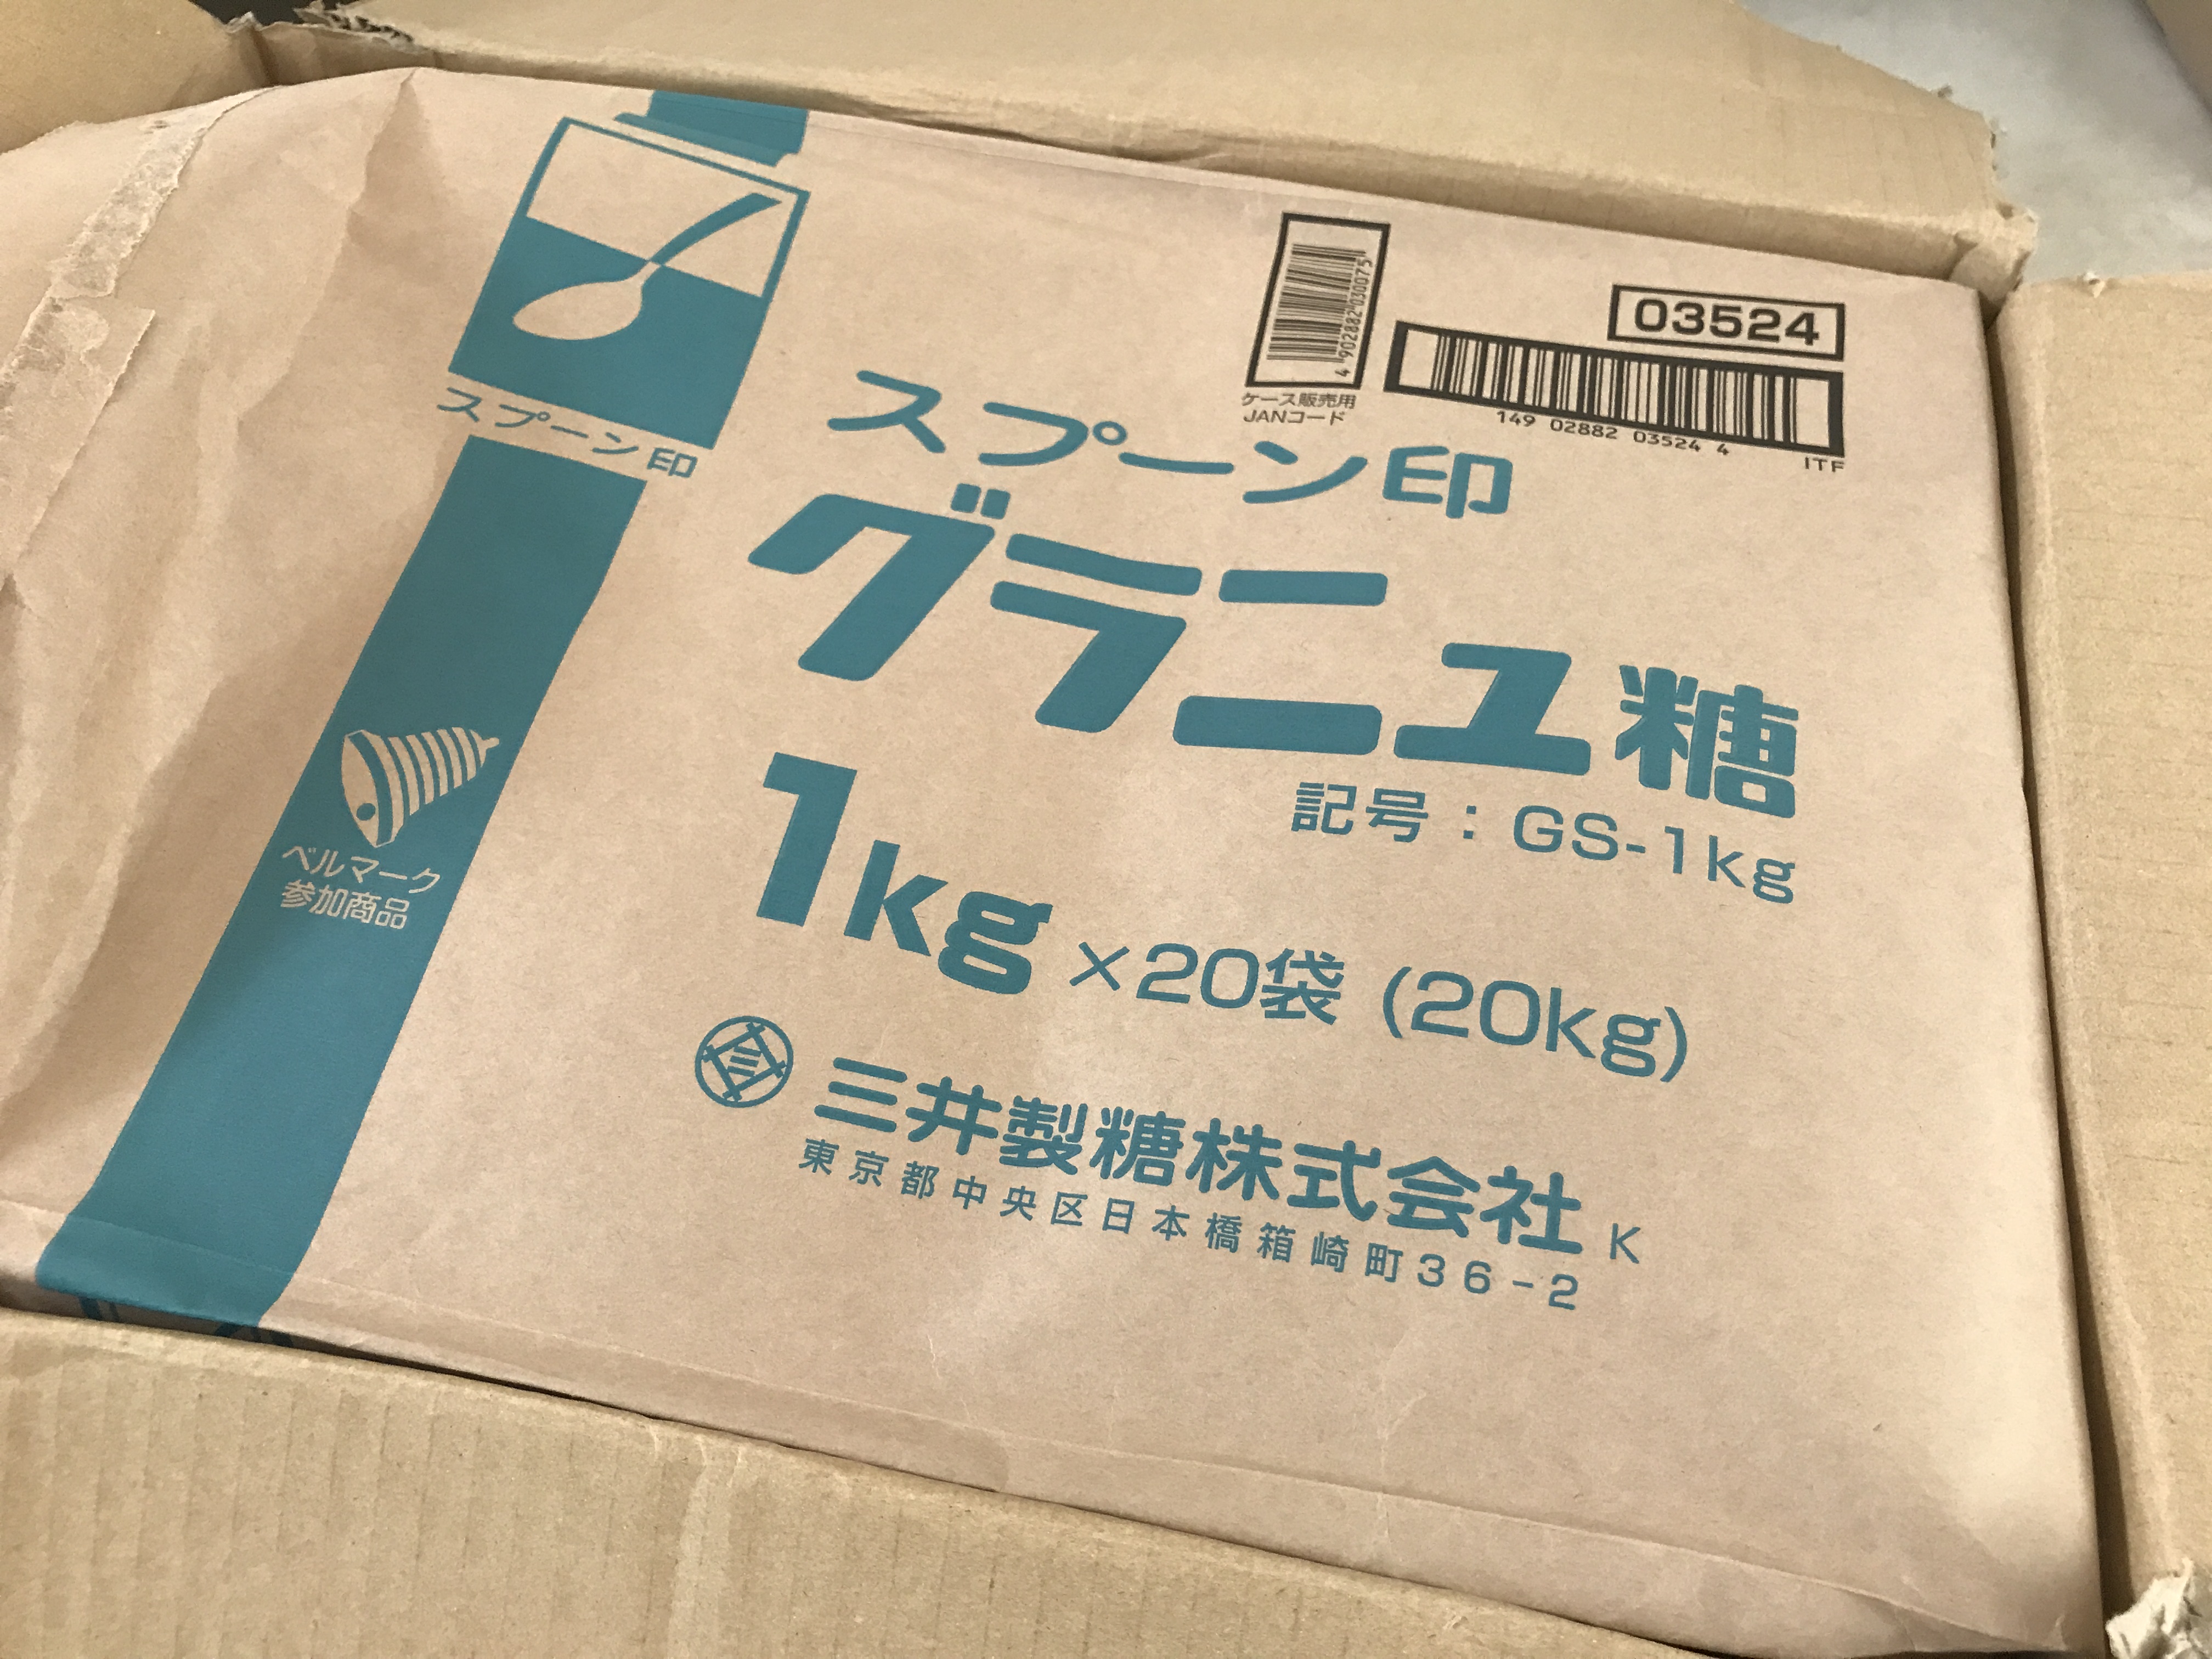 スプーン印
4902882030075
ケース販売用
JANコード
03524
149 02882 03524 4
ITF
スプーン印
グラニュ糖
記号：GS-1kg
1kg×20袋 (20kg)
ベルマーク
参加商品
三井製糖株式会社 K
東京都中央区日本橋箱崎町36-2